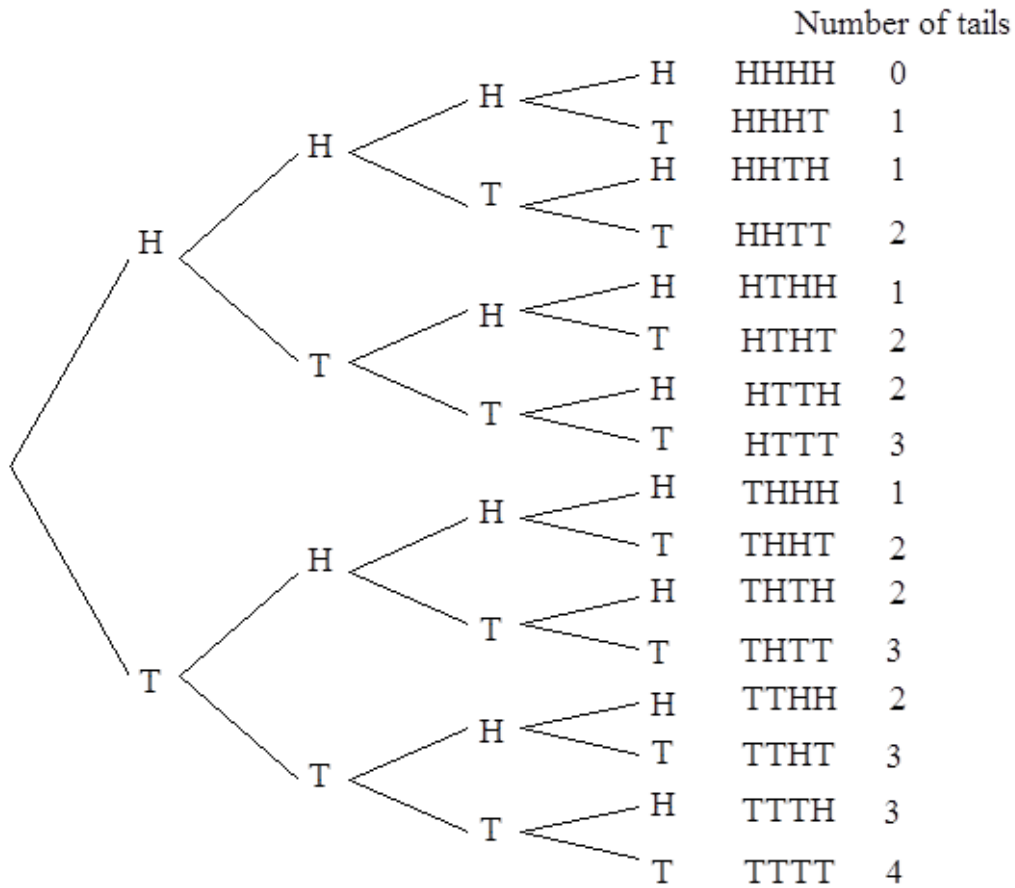 Number of tails
H HHHH 0
H
T HHHT 1
H
H HHTH 1
T
T HHTT 2
H
H HTHH 1
H
T HTHT 2
T
H HTTH 2
T
T HTTT 3
H THHH 1
H
T THHT 2
H
H THTH 2
T
T THTT 3
T
H TTHH 2
H
T TTHT 3
T
H TTTH 3
T
T TTTT 4